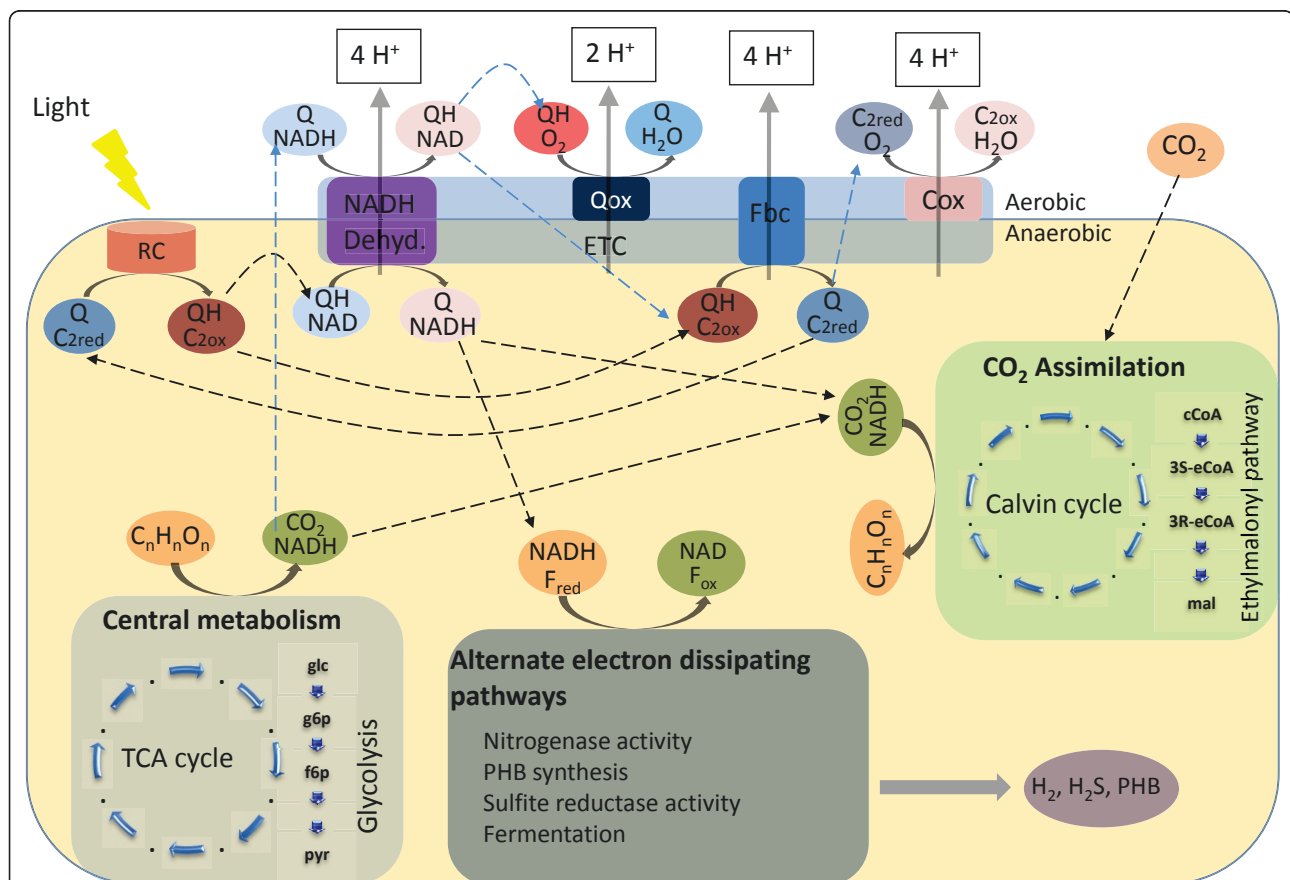 4 H⁺
2 H⁺
4 H⁺
4 H⁺
Light
Q
NADH
QH
NAD
QH
O₂
Q
H₂O
C₂red
O₂
C₂ox
H₂O
CO₂
NADH
Dehyd.
Qox
ETC
Fbc
Cox
Aerobic
Anaerobic
RC
Q
C₂red
QH
C₂ox
QH
NAD
Q
NADH
QH
C₂ox
Q
C₂red
CO₂
NADH
CₙHₙOₙ
CO₂ Assimilation
Calvin cycle
cCoA
3S-eCoA
3R-eCoA
mal
Ethylmalonyl pathway
CₙHₙOₙ
CO₂
NADH
NADH
F_red
NAD
F_ox
Central metabolism
TCA cycle
glc
g6p
f6p
pyr
Glycolysis
Alternate electron dissipating
pathways
Nitrogenase activity
PHB synthesis
Sulfite reductase activity
Fermentation
H₂, H₂S, PHB